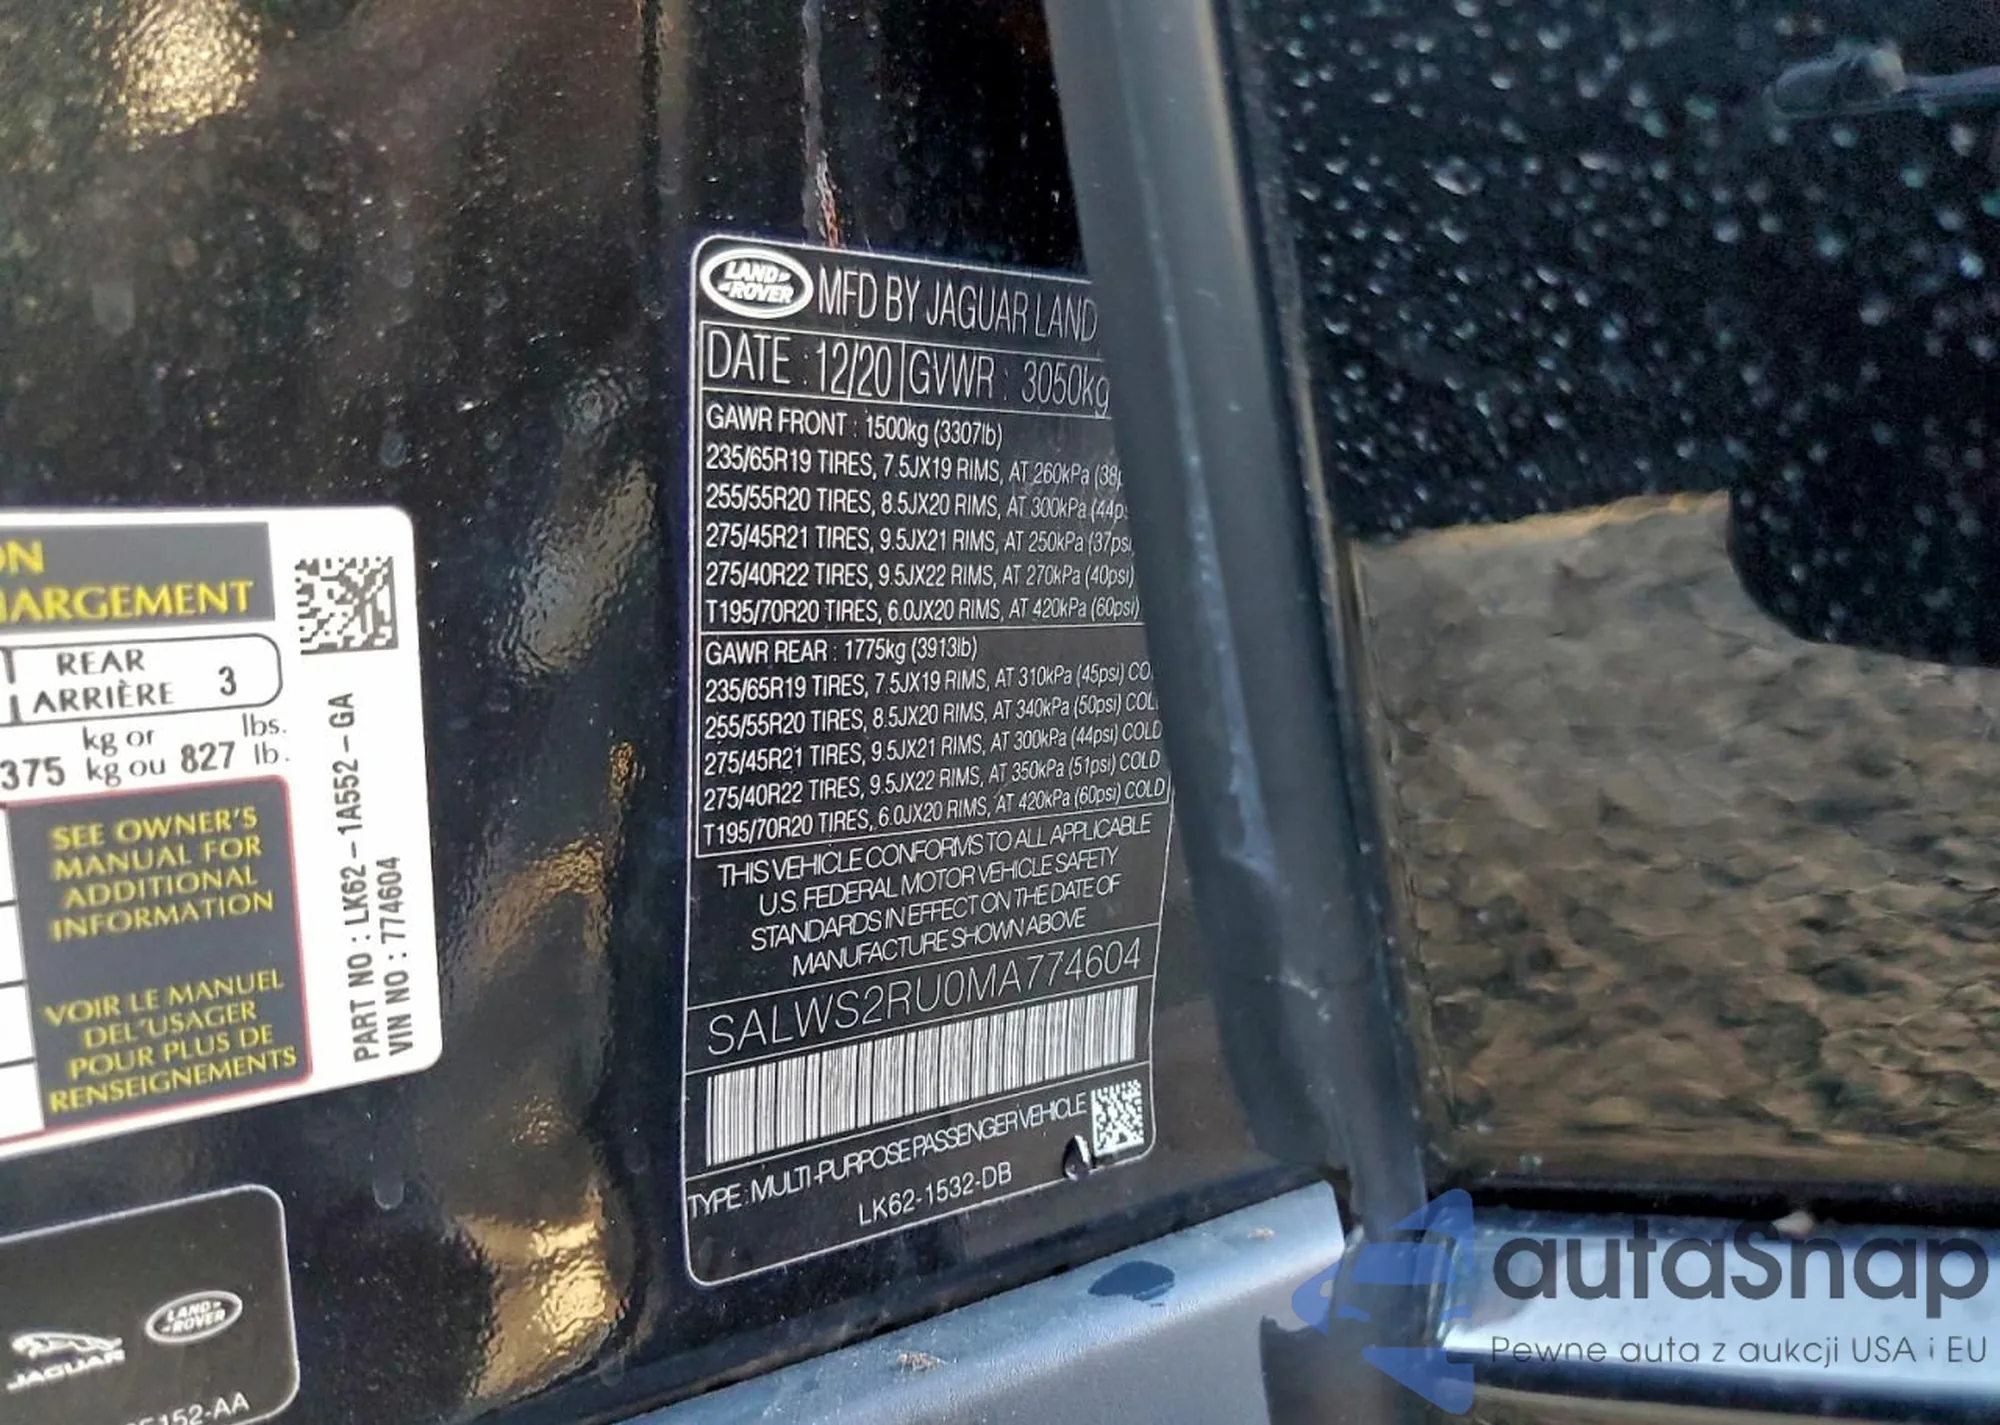 LAND
ROVER
MFD BY JAGUAR LAND
DATE : 12/20 GVWR : 3050kg
GAWR FRONT : 1500kg (3307lb)
235/65R19 TIRES, 7.5JX19 RIMS, AT 260kPa (38p
255/55R20 TIRES, 8.5JX20 RIMS, AT 300kPa (44p
275/45R21 TIRES, 9.5JX21 RIMS, AT 250kPa (37psi
275/40R22 TIRES, 9.5JX22 RIMS, AT 270kPa (40psi)
T195/70R20 TIRES, 6.0JX20 RIMS, AT 420kPa (60psi)
GAWR REAR : 1775kg (3913lb)
235/65R19 TIRES, 7.5JX19 RIMS, AT 310kPa (45psi) CO
255/55R20 TIRES, 8.5JX20 RIMS, AT 340kPa (50psi) COL
275/45R21 TIRES, 9.5JX21 RIMS, AT 300kPa (44psi) COLD
275/40R22 TIRES, 9.5JX22 RIMS, AT 350kPa (51psi) COLD
T195/70R20 TIRES, 6.0JX20 RIMS, AT 420kPa (60psi) COLD
THIS VEHICLE CONFORMS TO ALL APPLICABLE
U.S. FEDERAL MOTOR VEHICLE SAFETY
STANDARDS IN EFFECT ON THE DATE OF
MANUFACTURE SHOWN ABOVE
SALWS2RU0MA774604
TYPE : MULTI-PURPOSE PASSENGER VEHICLE
LK62-1532-DB
ON
HARGEMENT
REAR
ARRIÈRE 3
kg or lbs.
375 kg ou 827 lb.
SEE OWNER'S
MANUAL FOR
ADDITIONAL
INFORMATION
VOIR LE MANUEL
DEL'USAGER
POUR PLUS DE
RENSEIGNEMENTS
PART NO : LK62-1A552-GA
VIN NO : 774604
JAGUAR
LAND
ROVER
152-AA
autaSnap
Pewne auta z aukcji USA i EU